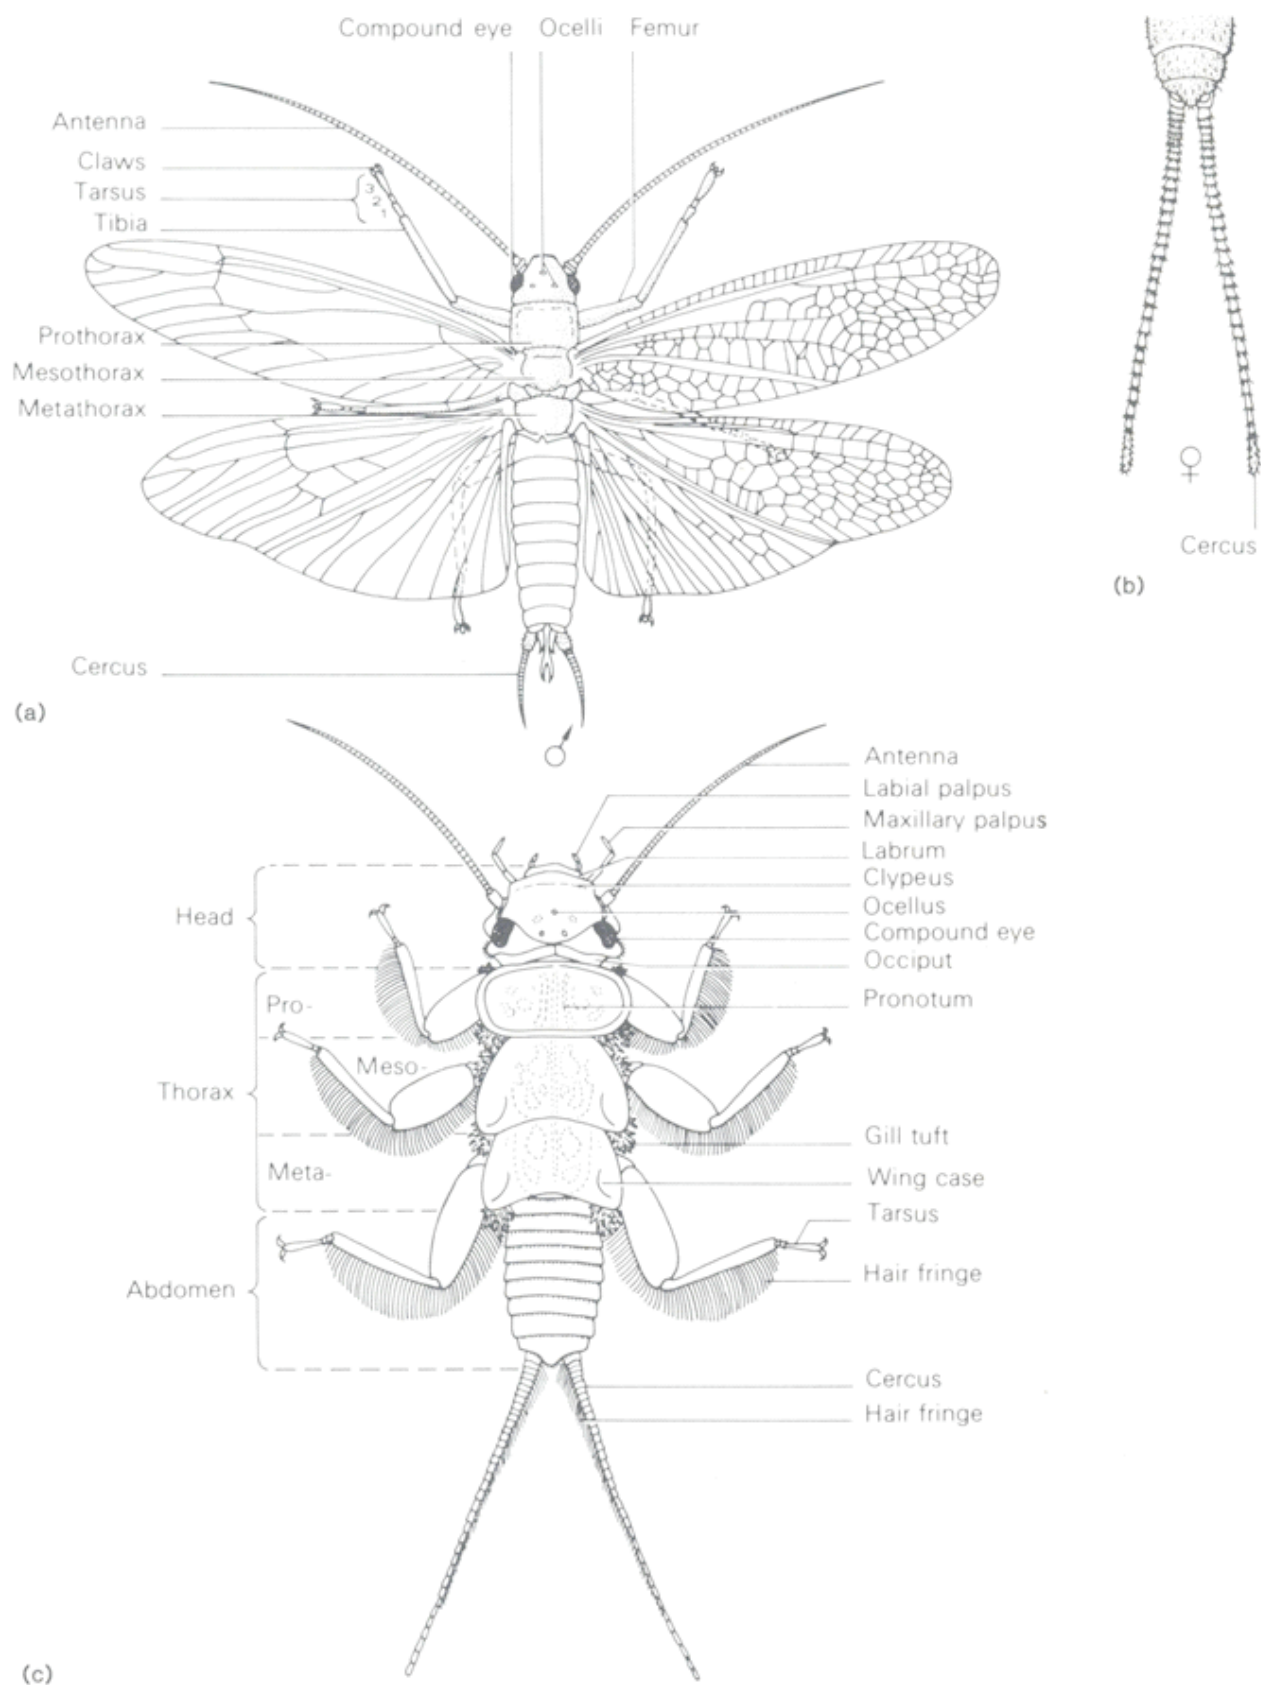 Compound eye Ocelli Femur
Antenna
Claws
Tarsus
3
2
1
Tibia
Prothorax
Mesothorax
Metathorax
Cercus
(a)
♂
♀
Cercus
(b)
Antenna
Labial palpus
Maxillary palpus
Labrum
Clypeus
Ocellus
Compound eye
Occiput
Pronotum
Head
Pro-
Meso-
Thorax
Meta-
Gill tuft
Wing case
Tarsus
Hair fringe
Abdomen
Cercus
Hair fringe
(c)